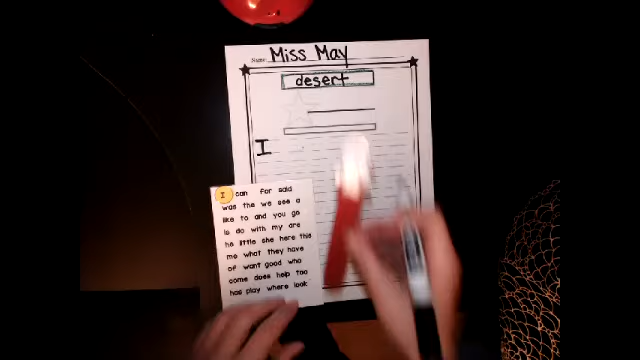 Name: Miss May
desert
I
I can for said
was the we see a
like to and you go
is do with my are
he little she here this
me what they have
of want good who
come does help too
has play where look